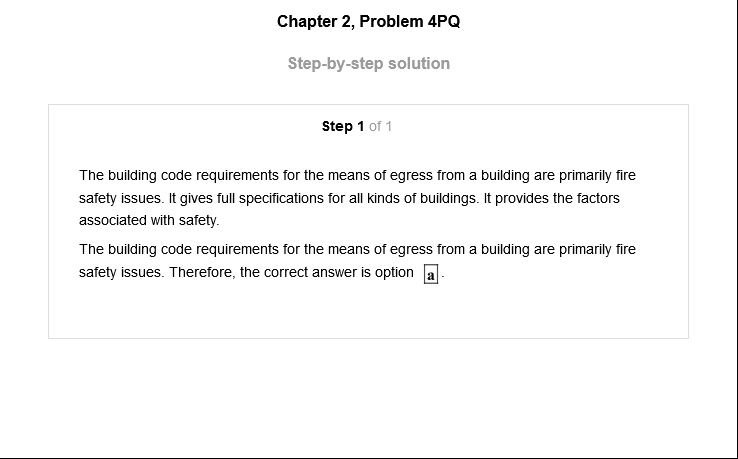 Chapter 2, Problem 4PQ
Step-by-step solution
Step 1 of 1
The building code requirements for the means of egress from a building are primarily fire
safety issues. It gives full specifications for all kinds of buildings. It provides the factors
associated with safety.
The building code requirements for the means of egress from a building are primarily fire
safety issues. Therefore, the correct answer is option a.